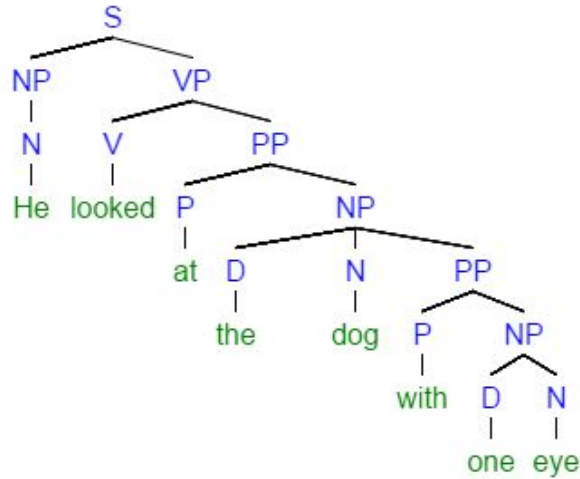 S
NP VP
N V PP
He looked P NP
at D N PP
the dog P NP
with D N
one eye